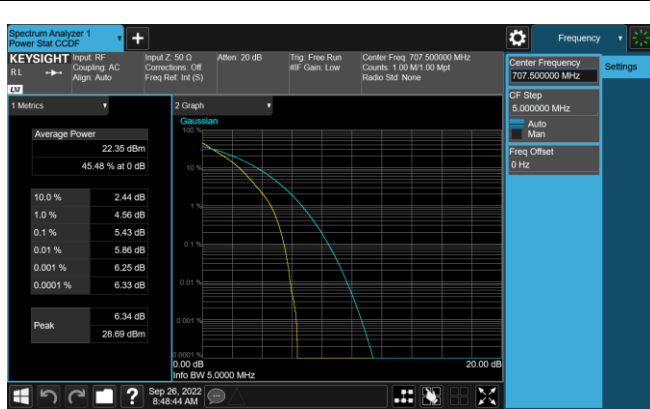 Spectrum Analyzer 1
Power Stat CCDF
Frequency
KEYSIGHT
RL
LXI
Input: RF
Coupling: AC
Align: Auto
Input Z: 50 Ω
Corrections: Off
Freq Ref: Int (S)
Atten: 20 dB
Trig: Free Run
#IF Gain: Low
Center Freq: 707.500000 MHz
Counts: 1.00 M/1.00 Mpt
Radio Std: None
Center Frequency
707.500000 MHz
Settings
CF Step
5.000000 MHz
Auto
Man
Freq Offset
0 Hz
1 Metrics
Average Power
22.35 dBm
45.48 % at 0 dB
10.0 % 2.44 dB
1.0 % 4.56 dB
0.1 % 5.43 dB
0.01 % 5.86 dB
0.001 % 6.25 dB
0.0001 % 6.33 dB
Peak
6.34 dB
28.69 dBm
2 Graph
Gaussian
100 %
10 %
1 %
0.1 %
0.01 %
0.001 %
0.0001 %
0.00 dB
20.00 dB
Info BW 5.0000 MHz
?
Sep 26, 2022
8:48:44 AM